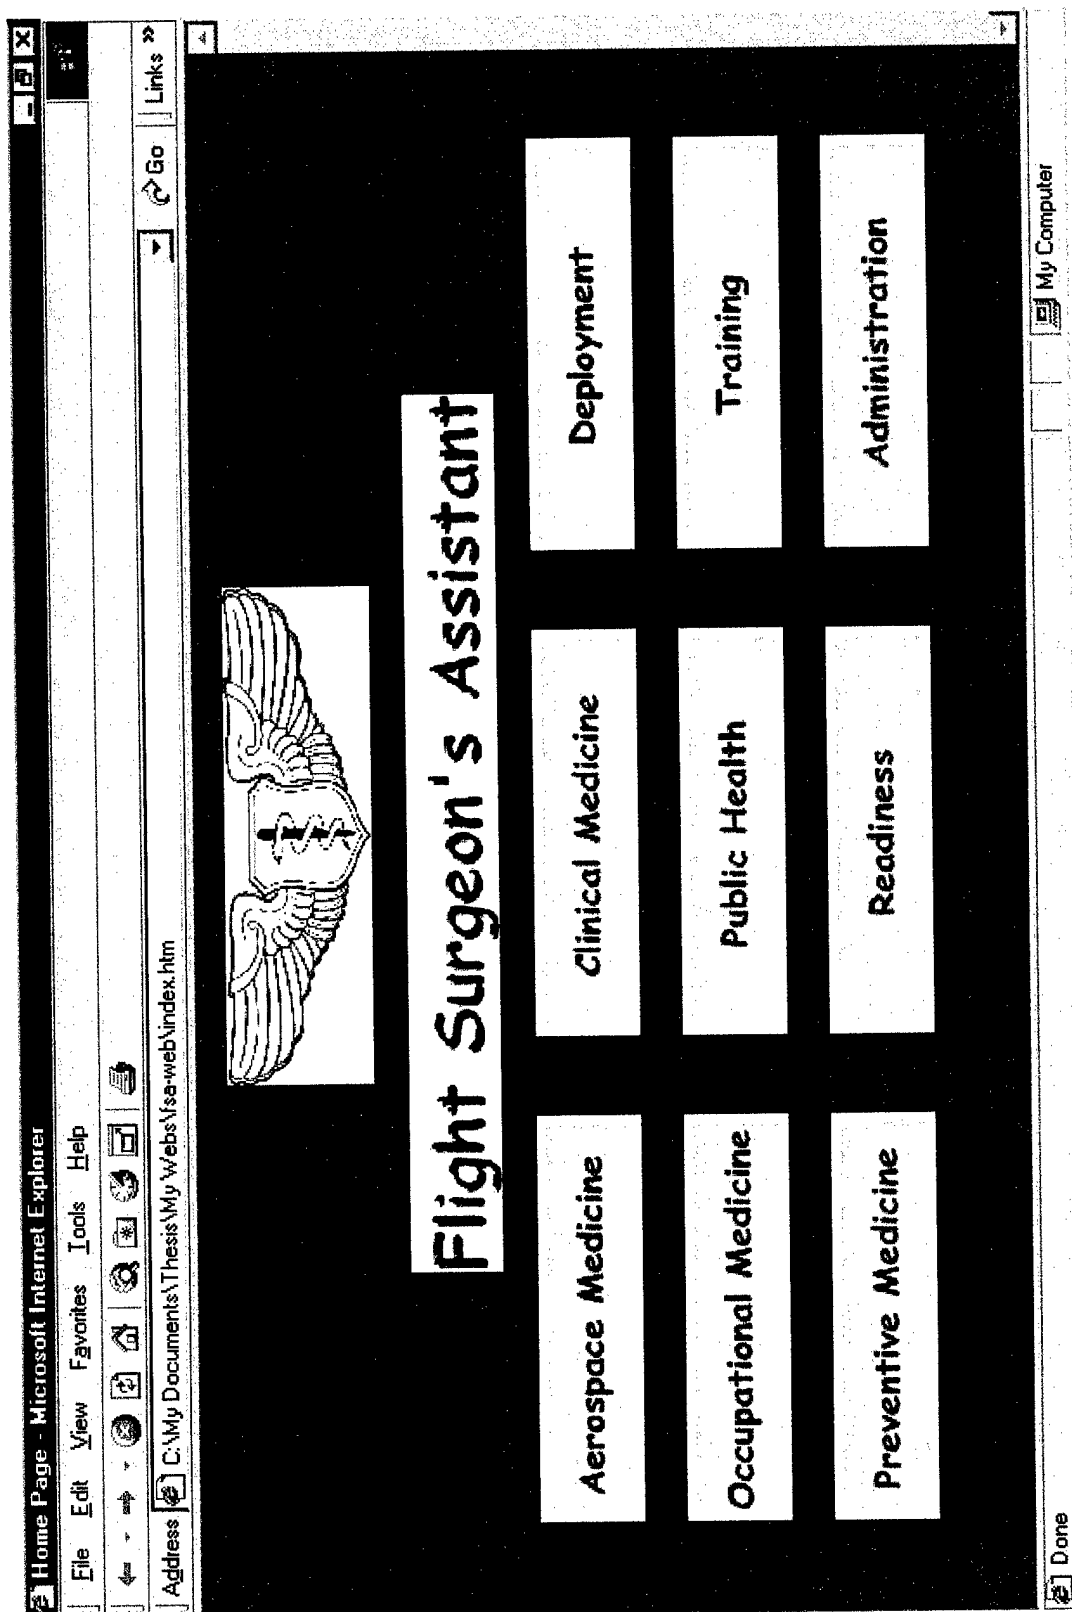 Home Page - Microsoft Internet Explorer
File Edit View Favorites Tools Help
Address C:\My Documents\Thesis\My Webs\fsa-web\index.htm Go Links »
Flight Surgeon's Assistant
Aerospace Medicine Clinical Medicine Deployment
Occupational Medicine Public Health Training
Preventive Medicine Readiness Administration
Done My Computer